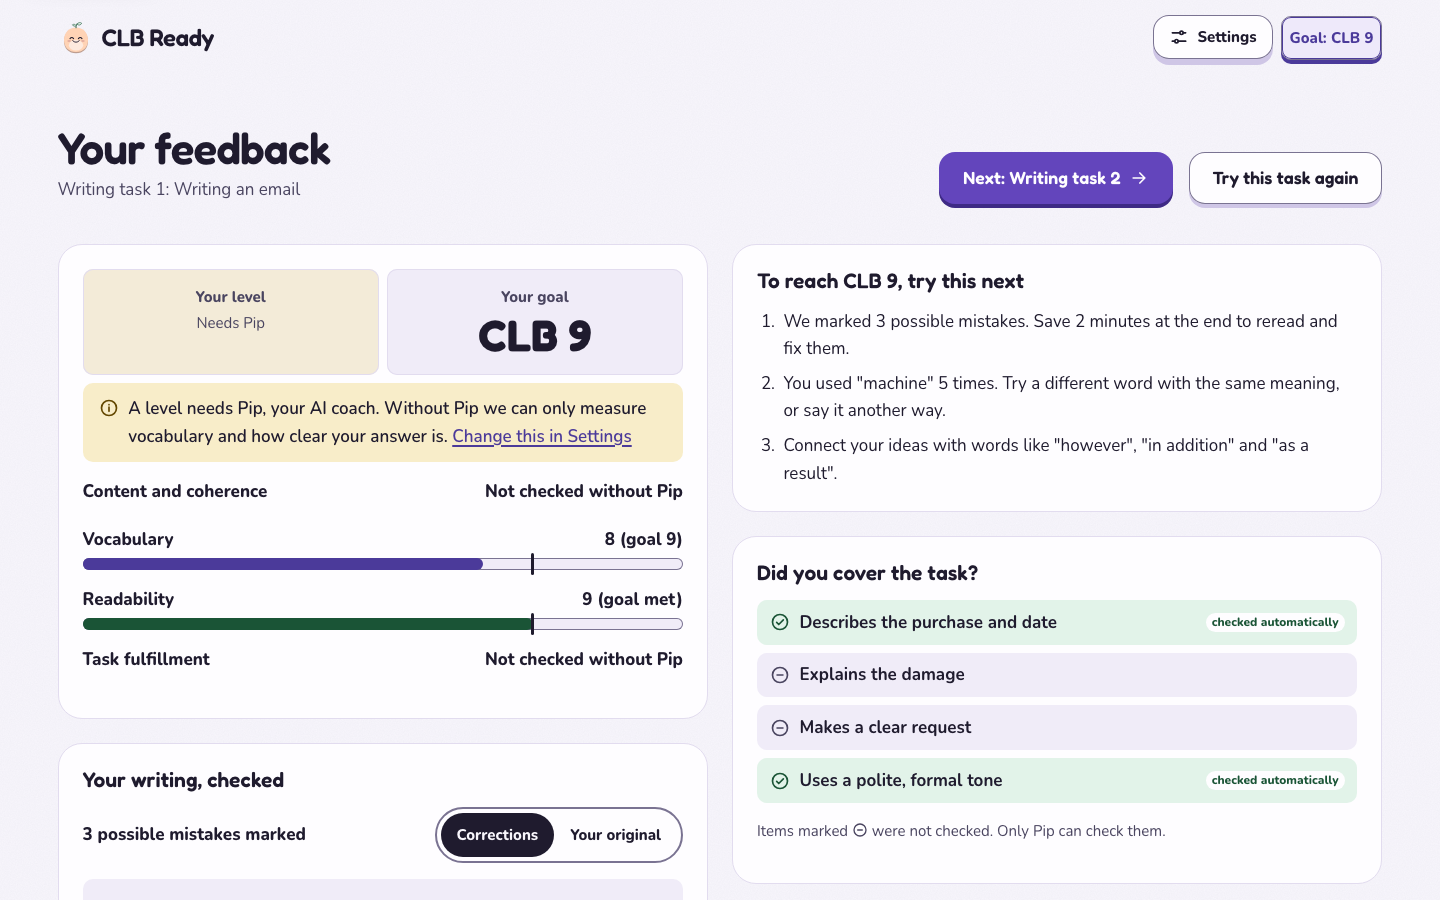 CLB Ready
Settings
Goal: CLB 9
Your feedback
Writing task 1: Writing an email
Next: Writing task 2
Try this task again
Your level
Needs Pip
Your goal
CLB 9
A level needs Pip, your AI coach. Without Pip we can only measure
vocabulary and how clear your answer is. Change this in Settings
Content and coherence
Not checked without Pip
Vocabulary
8 (goal 9)
Readability
9 (goal met)
Task fulfillment
Not checked without Pip
Your writing, checked
3 possible mistakes marked
Corrections
Your original
To reach CLB 9, try this next
1. We marked 3 possible mistakes. Save 2 minutes at the end to reread and
fix them.
2. You used "machine" 5 times. Try a different word with the same meaning,
or say it another way.
3. Connect your ideas with words like "however", "in addition" and "as a
result".
Did you cover the task?
Describes the purchase and date
checked automatically
Explains the damage
Makes a clear request
Uses a polite, formal tone
checked automatically
Items marked were not checked. Only Pip can check them.